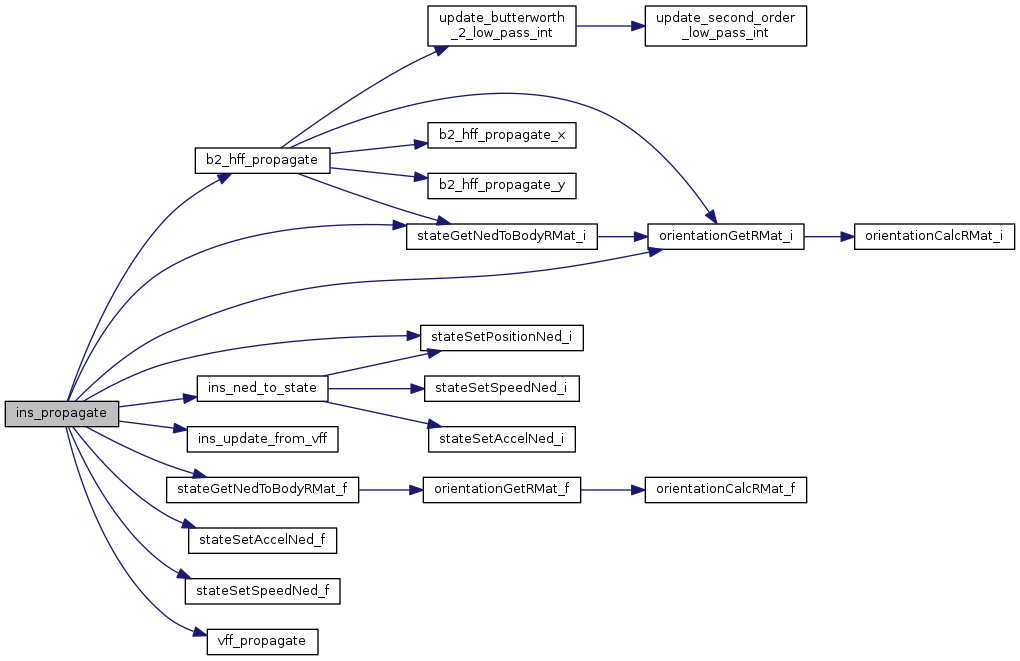 update_butterworth
_2_low_pass_int
update_second_order
_low_pass_int
b2_hff_propagate
b2_hff_propagate_x
b2_hff_propagate_y
stateGetNedToBodyRMat_i
orientationGetRMat_i
orientationCalcRMat_i
stateSetPositionNed_i
ins_ned_to_state
stateSetSpeedNed_i
ins_propagate
ins_update_from_vff
stateSetAccelNed_i
stateGetNedToBodyRMat_f
orientationGetRMat_f
orientationCalcRMat_f
stateSetAccelNed_f
stateSetSpeedNed_f
vff_propagate